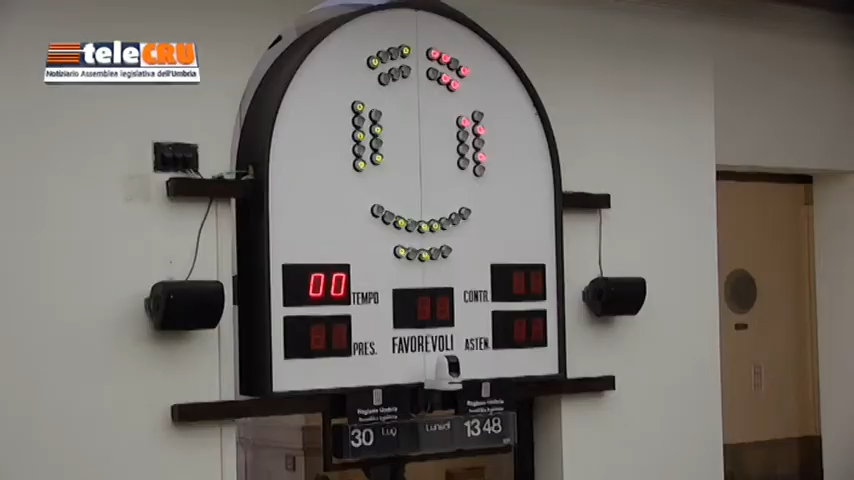 teleCRU
Notiziario Assemblea legislativa dell'Umbria
00 TEMPO
CONTR.
PRES.
FAVOREVOLI
ASTEN.
Regione Umbria
Regione Umbria
30 Lug Lunedì 13 48